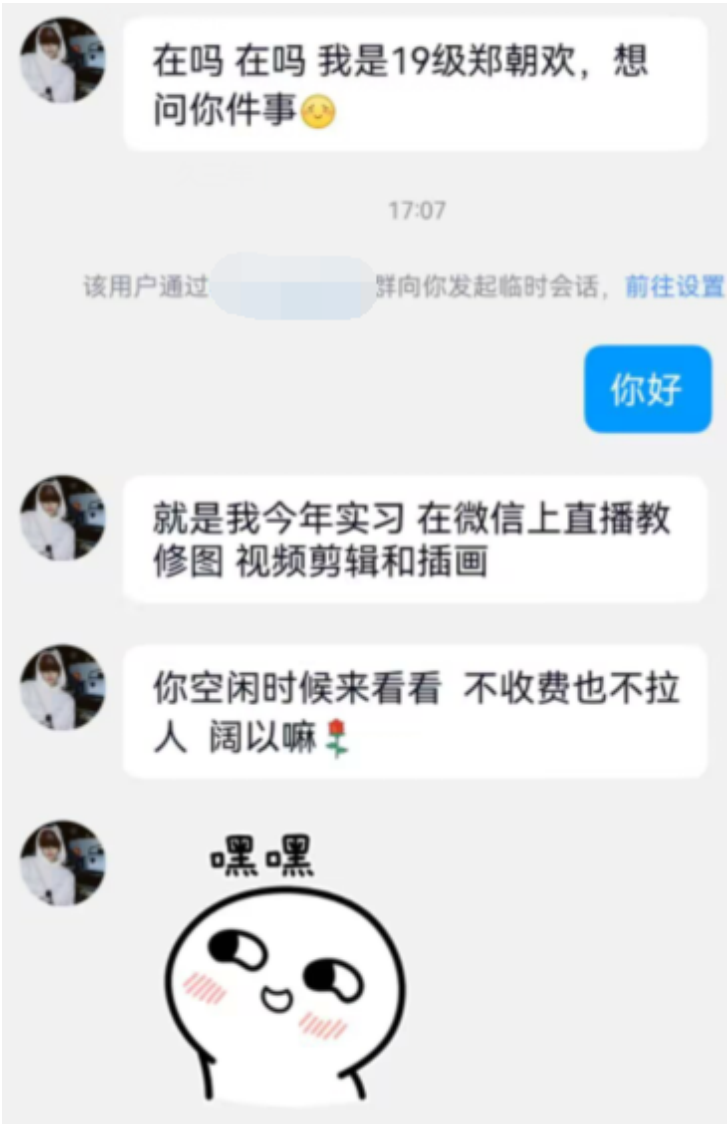 在吗 在吗 我是19级郑朝欢，想
问你件事
17:07
该用户通过 群向你发起临时会话，前往设置
你好
就是我今年实习 在微信上直播教
修图 视频剪辑和插画
你空闲时候来看看 不收费也不拉
人 阔以嘛
嘿嘿